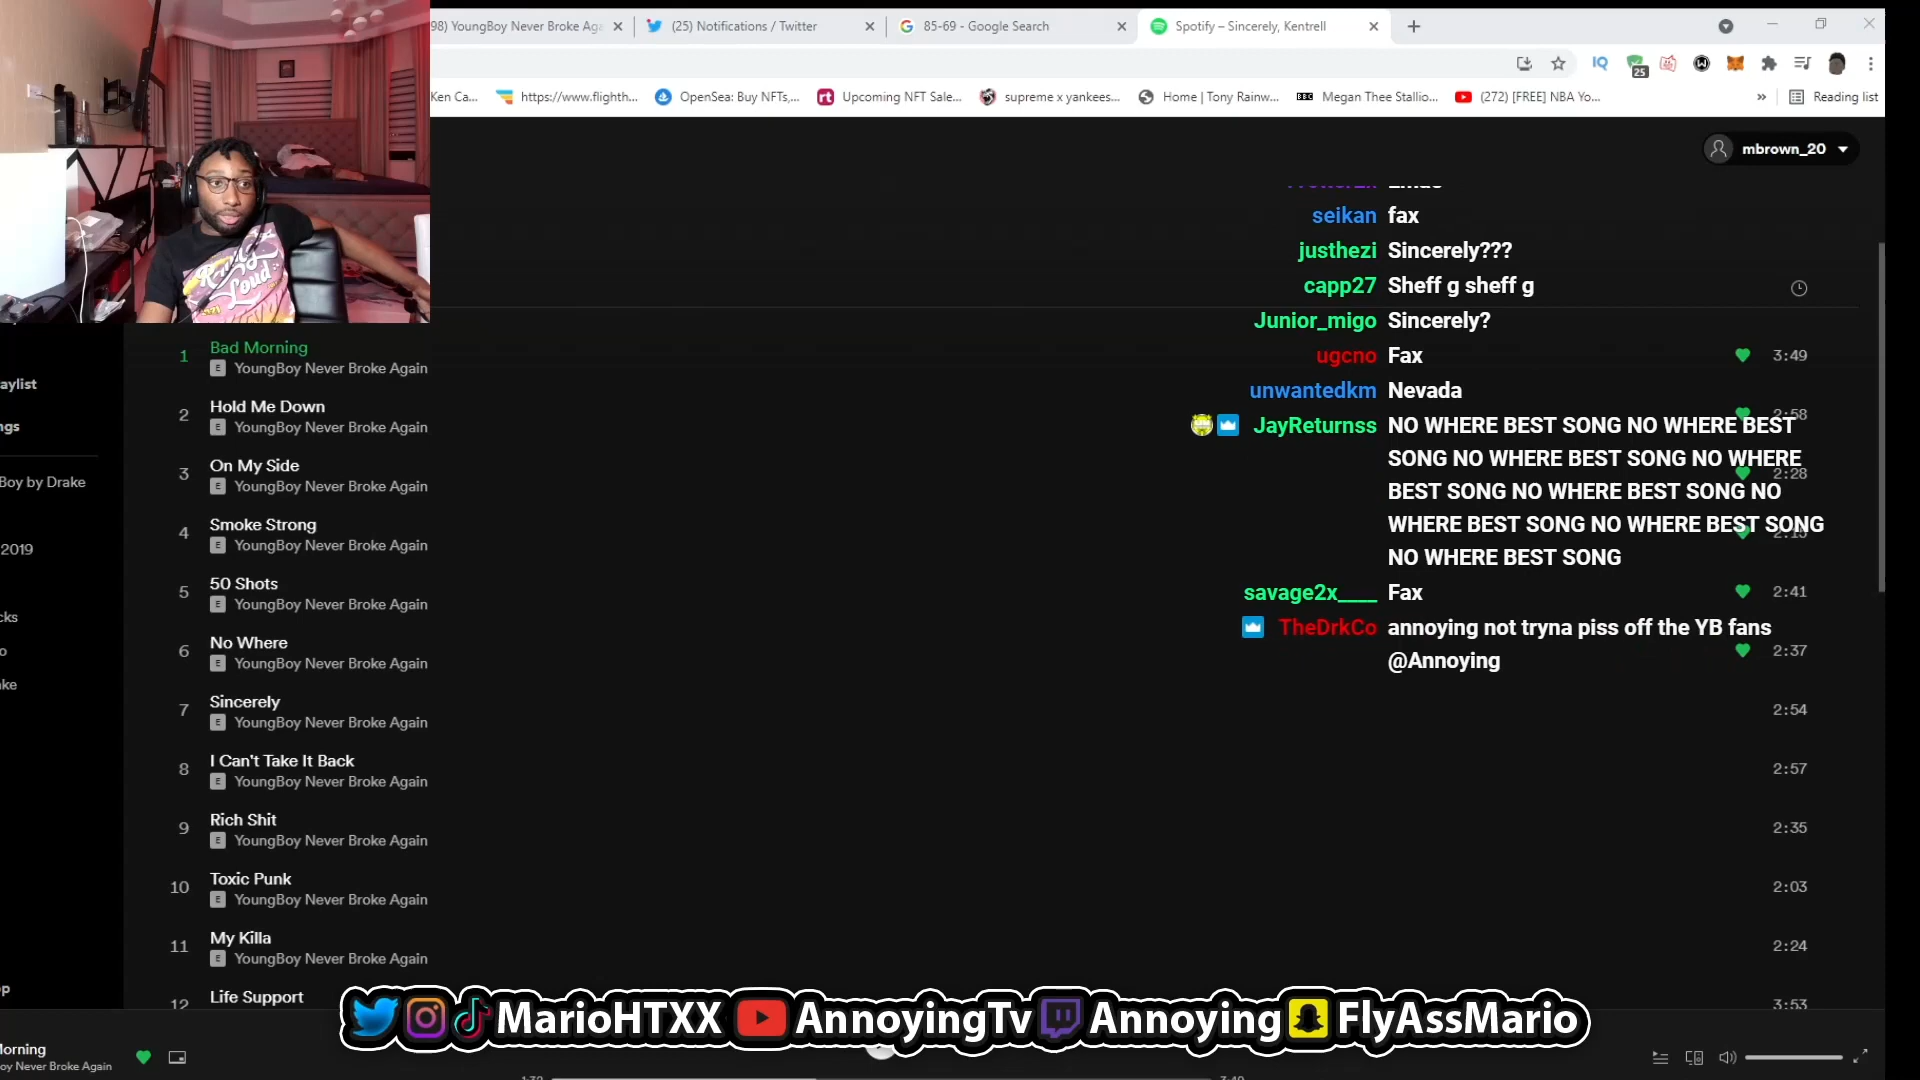 98) YoungBoy Never Broke Aga
(25) Notifications / Twitter
85-69 - Google Search
Spotify – Sincerely, Kentrell
25
Ken Ca...
https://www.flighth...
OpenSea: Buy NFTs,...
Upcoming NFT Sale...
supreme x yankees...
Home | Tony Rainw...
BBC
Megan Thee Stallio...
(272) [FREE] NBA Yo...
Reading list
mbrown_20
seikan fax
justhezi Sincerely???
capp27 Sheff g sheff g
Junior_migo Sincerely?
ugcno Fax
unwantedkm Nevada
JayReturnss NO WHERE BEST SONG NO WHERE BEST
SONG NO WHERE BEST SONG NO WHERE
BEST SONG NO WHERE BEST SONG NO
WHERE BEST SONG NO WHERE BEST SONG
NO WHERE BEST SONG
savage2x____ Fax
TheDrkCo annoying not tryna piss off the YB fans
@Annoying
aylist
ngs
Boy by Drake
2019
cks
o
ake
op
1 Bad Morning 3:49
E YoungBoy Never Broke Again
2 Hold Me Down 2:58
E YoungBoy Never Broke Again
3 On My Side 2:28
E YoungBoy Never Broke Again
4 Smoke Strong
E YoungBoy Never Broke Again
5 50 Shots 2:41
E YoungBoy Never Broke Again
6 No Where 2:37
E YoungBoy Never Broke Again
7 Sincerely 2:54
E YoungBoy Never Broke Again
8 I Can't Take It Back 2:57
E YoungBoy Never Broke Again
9 Rich Shit 2:35
E YoungBoy Never Broke Again
10 Toxic Punk 2:03
E YoungBoy Never Broke Again
11 My Killa 2:24
E YoungBoy Never Broke Again
12 Life Support 3:53
MarioHTXX AnnoyingTv Annoying FlyAssMario
Morning
oy Never Broke Again